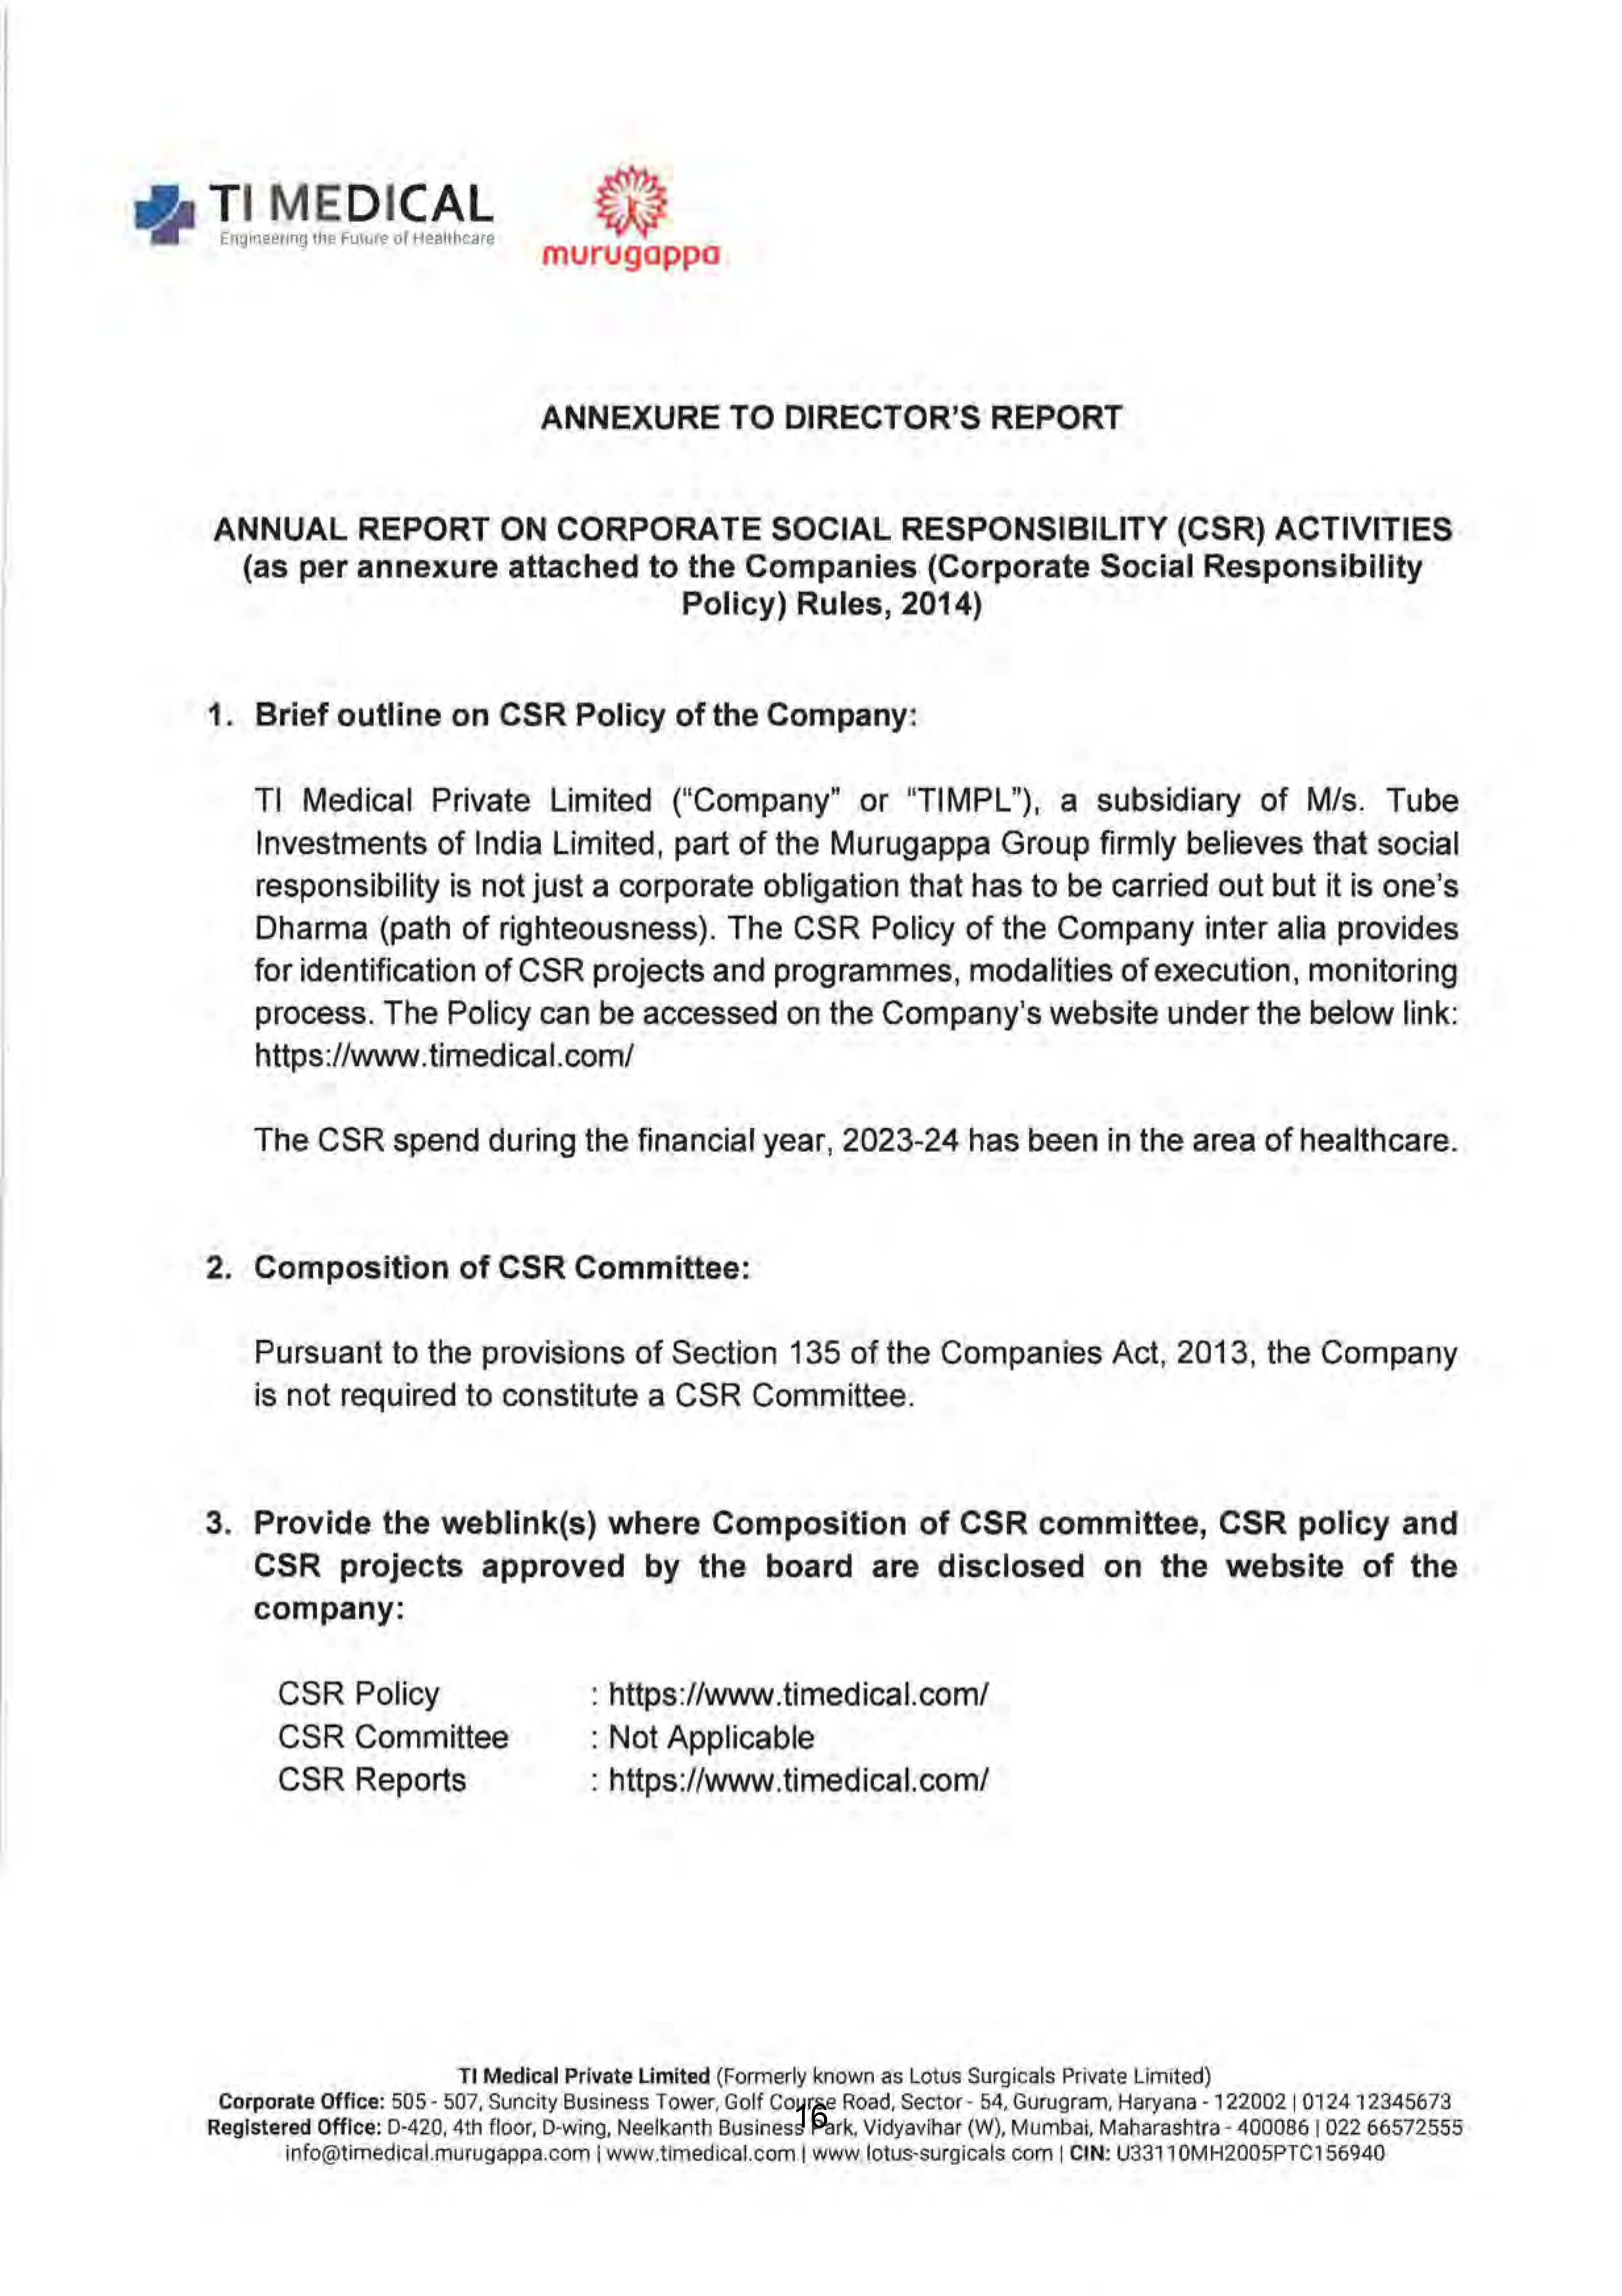 TI MEDICAL
Engineering the Future of Healthcare
murugappa
ANNEXURE TO DIRECTOR'S REPORT
ANNUAL REPORT ON CORPORATE SOCIAL RESPONSIBILITY (CSR) ACTIVITIES
(as per annexure attached to the Companies (Corporate Social Responsibility
Policy) Rules, 2014)
1. Brief outline on CSR Policy of the Company:
TI Medical Private Limited ("Company" or "TIMPL"), a subsidiary of M/s. Tube
Investments of India Limited, part of the Murugappa Group firmly believes that social
responsibility is not just a corporate obligation that has to be carried out but it is one's
Dharma (path of righteousness). The CSR Policy of the Company inter alia provides
for identification of CSR projects and programmes, modalities of execution, monitoring
process. The Policy can be accessed on the Company's website under the below link:
https://www.timedical.com/
The CSR spend during the financial year, 2023-24 has been in the area of healthcare.
2. Composition of CSR Committee:
Pursuant to the provisions of Section 135 of the Companies Act, 2013, the Company
is not required to constitute a CSR Committee.
3. Provide the weblink(s) where Composition of CSR committee, CSR policy and
CSR projects approved by the board are disclosed on the website of the
company:
CSR Policy : https://www.timedical.com/
CSR Committee : Not Applicable
CSR Reports : https://www.timedical.com/
TI Medical Private Limited (Formerly known as Lotus Surgicals Private Limited)
Corporate Office: 505 - 507, Suncity Business Tower, Golf Course Road, Sector - 54, Gurugram, Haryana - 122002 | 0124 12345673
16
Registered Office: D-420, 4th floor, D-wing, Neelkanth Business Park, Vidyavihar (W), Mumbai, Maharashtra - 400086 | 022 66572555
info@timedical.murugappa.com | www.timedical.com | www.lotus-surgicals com | CIN: U33110MH2005PTC156940